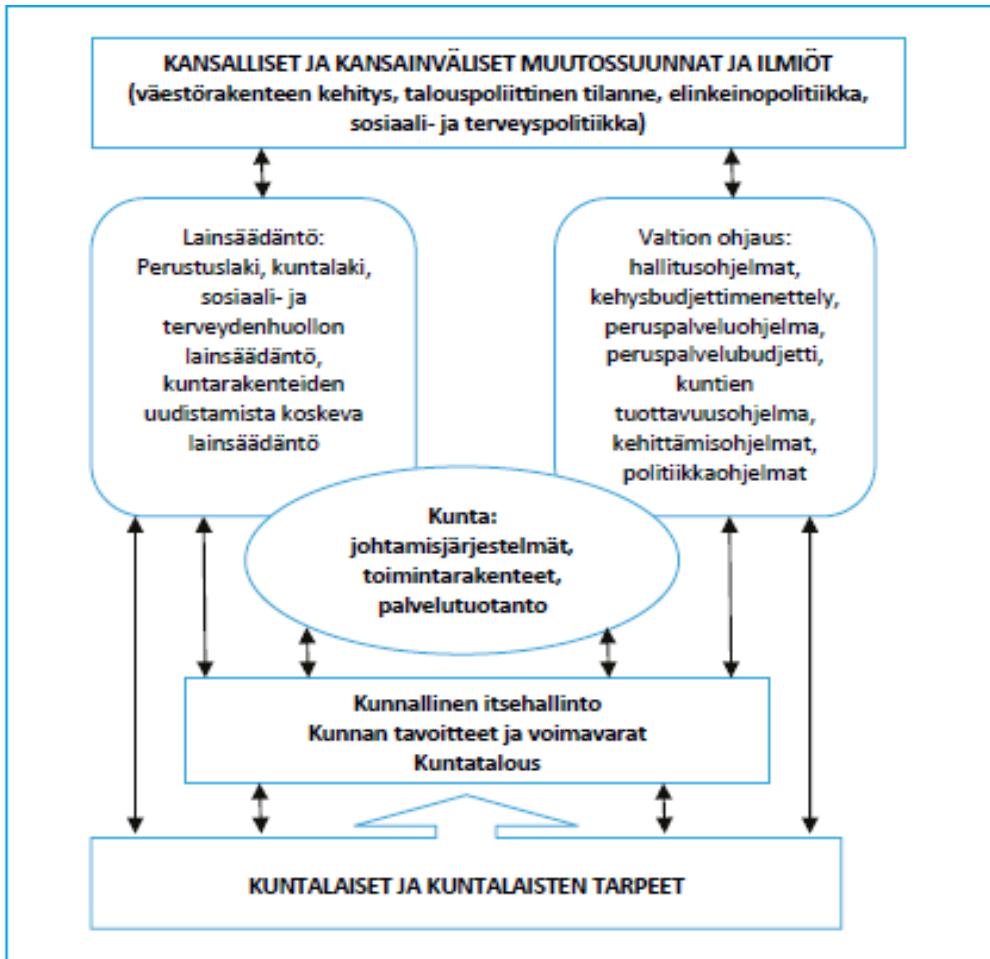 KANSALLISET JA KANSAINVÄLISET MUUTOSSUUNNAT JA ILMIÖT
(väestörakenteen kehitys, talouspoliittinen tilanne, elinkeinopolitiikka,
sosiaali- ja terveyspolitiikka)
Lainsäädäntö:
Perustuslaki, kuntalaki,
sosiaali- ja
terveydenhuollon
lainsäädäntö,
kuntarakenteiden
uudistamista koskeva
lainsäädäntö
Valtion ohjaus:
hallitusohjelmat,
kehysbudjettimenettely,
peruspalveluohjelma,
peruspalvelubudjetti,
kuntien
tuottavuusohjelma,
kehittämisohjelmat,
politiikkaohjelmat
Kunta:
johtamisjärjestelmät,
toimintarakenteet,
palvelutuotanto
Kunnallinen itsehallinto
Kunnan tavoitteet ja voimavarat
Kuntatalous
KUNTALAISET JA KUNTALAISTEN TARPEET